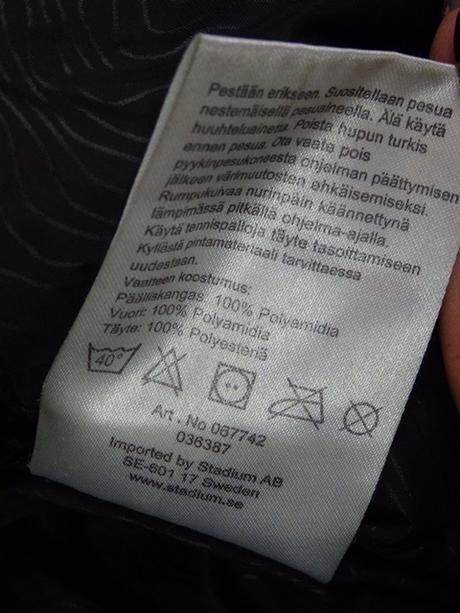 Pestään erikseen. Suositellaan pesua
nestemäisellä pesuaineella. Älä käytä
huuhteluainetta. Poista hupun turkis
ennen pesua. Ota vaate pois
pyykinpesukoneesta ohjelman päättymisen
jälkeen värimuutosten ehkäisemiseksi.
Rumpukuivaa nurinpäin käännettynä
lämpimässä pitkällä ohjelma-ajalla.
Käytä tennispalloja täyte tasoittamiseen
Kyllästä pintamateriaali tarvittaessa
uudestaan.
Vaatteen koostumus:
Päälliskangas: 100% Polyamidia
Vuori: 100% Polyamidia
Täyte: 100% Polyesteriä
40°
Art . No 067742
036387
Imported by Stadium AB
SE-601 17 Sweden
www.stadium.se